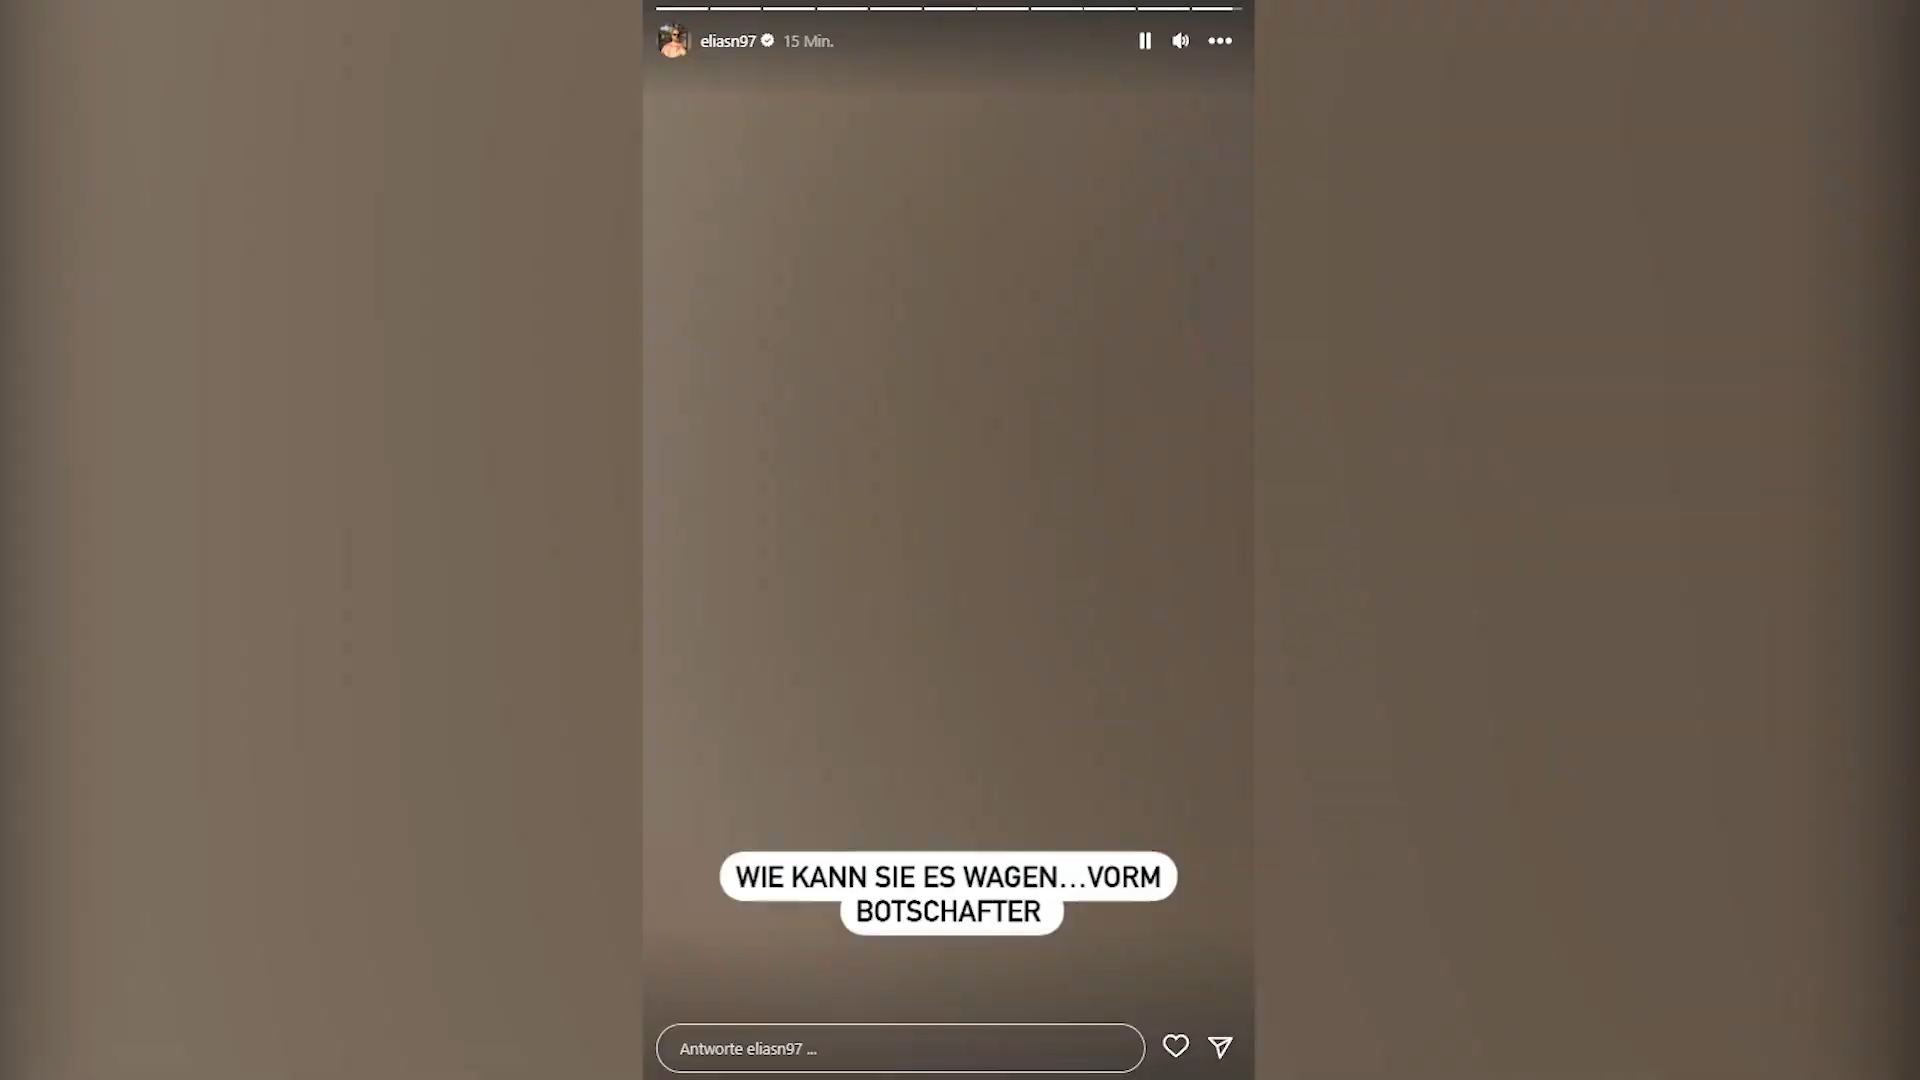 eliasn97 15 Min.
WIE KANN SIE ES WAGEN...VORM
BOTSCHAFTER
Antworte eliasn97 ...